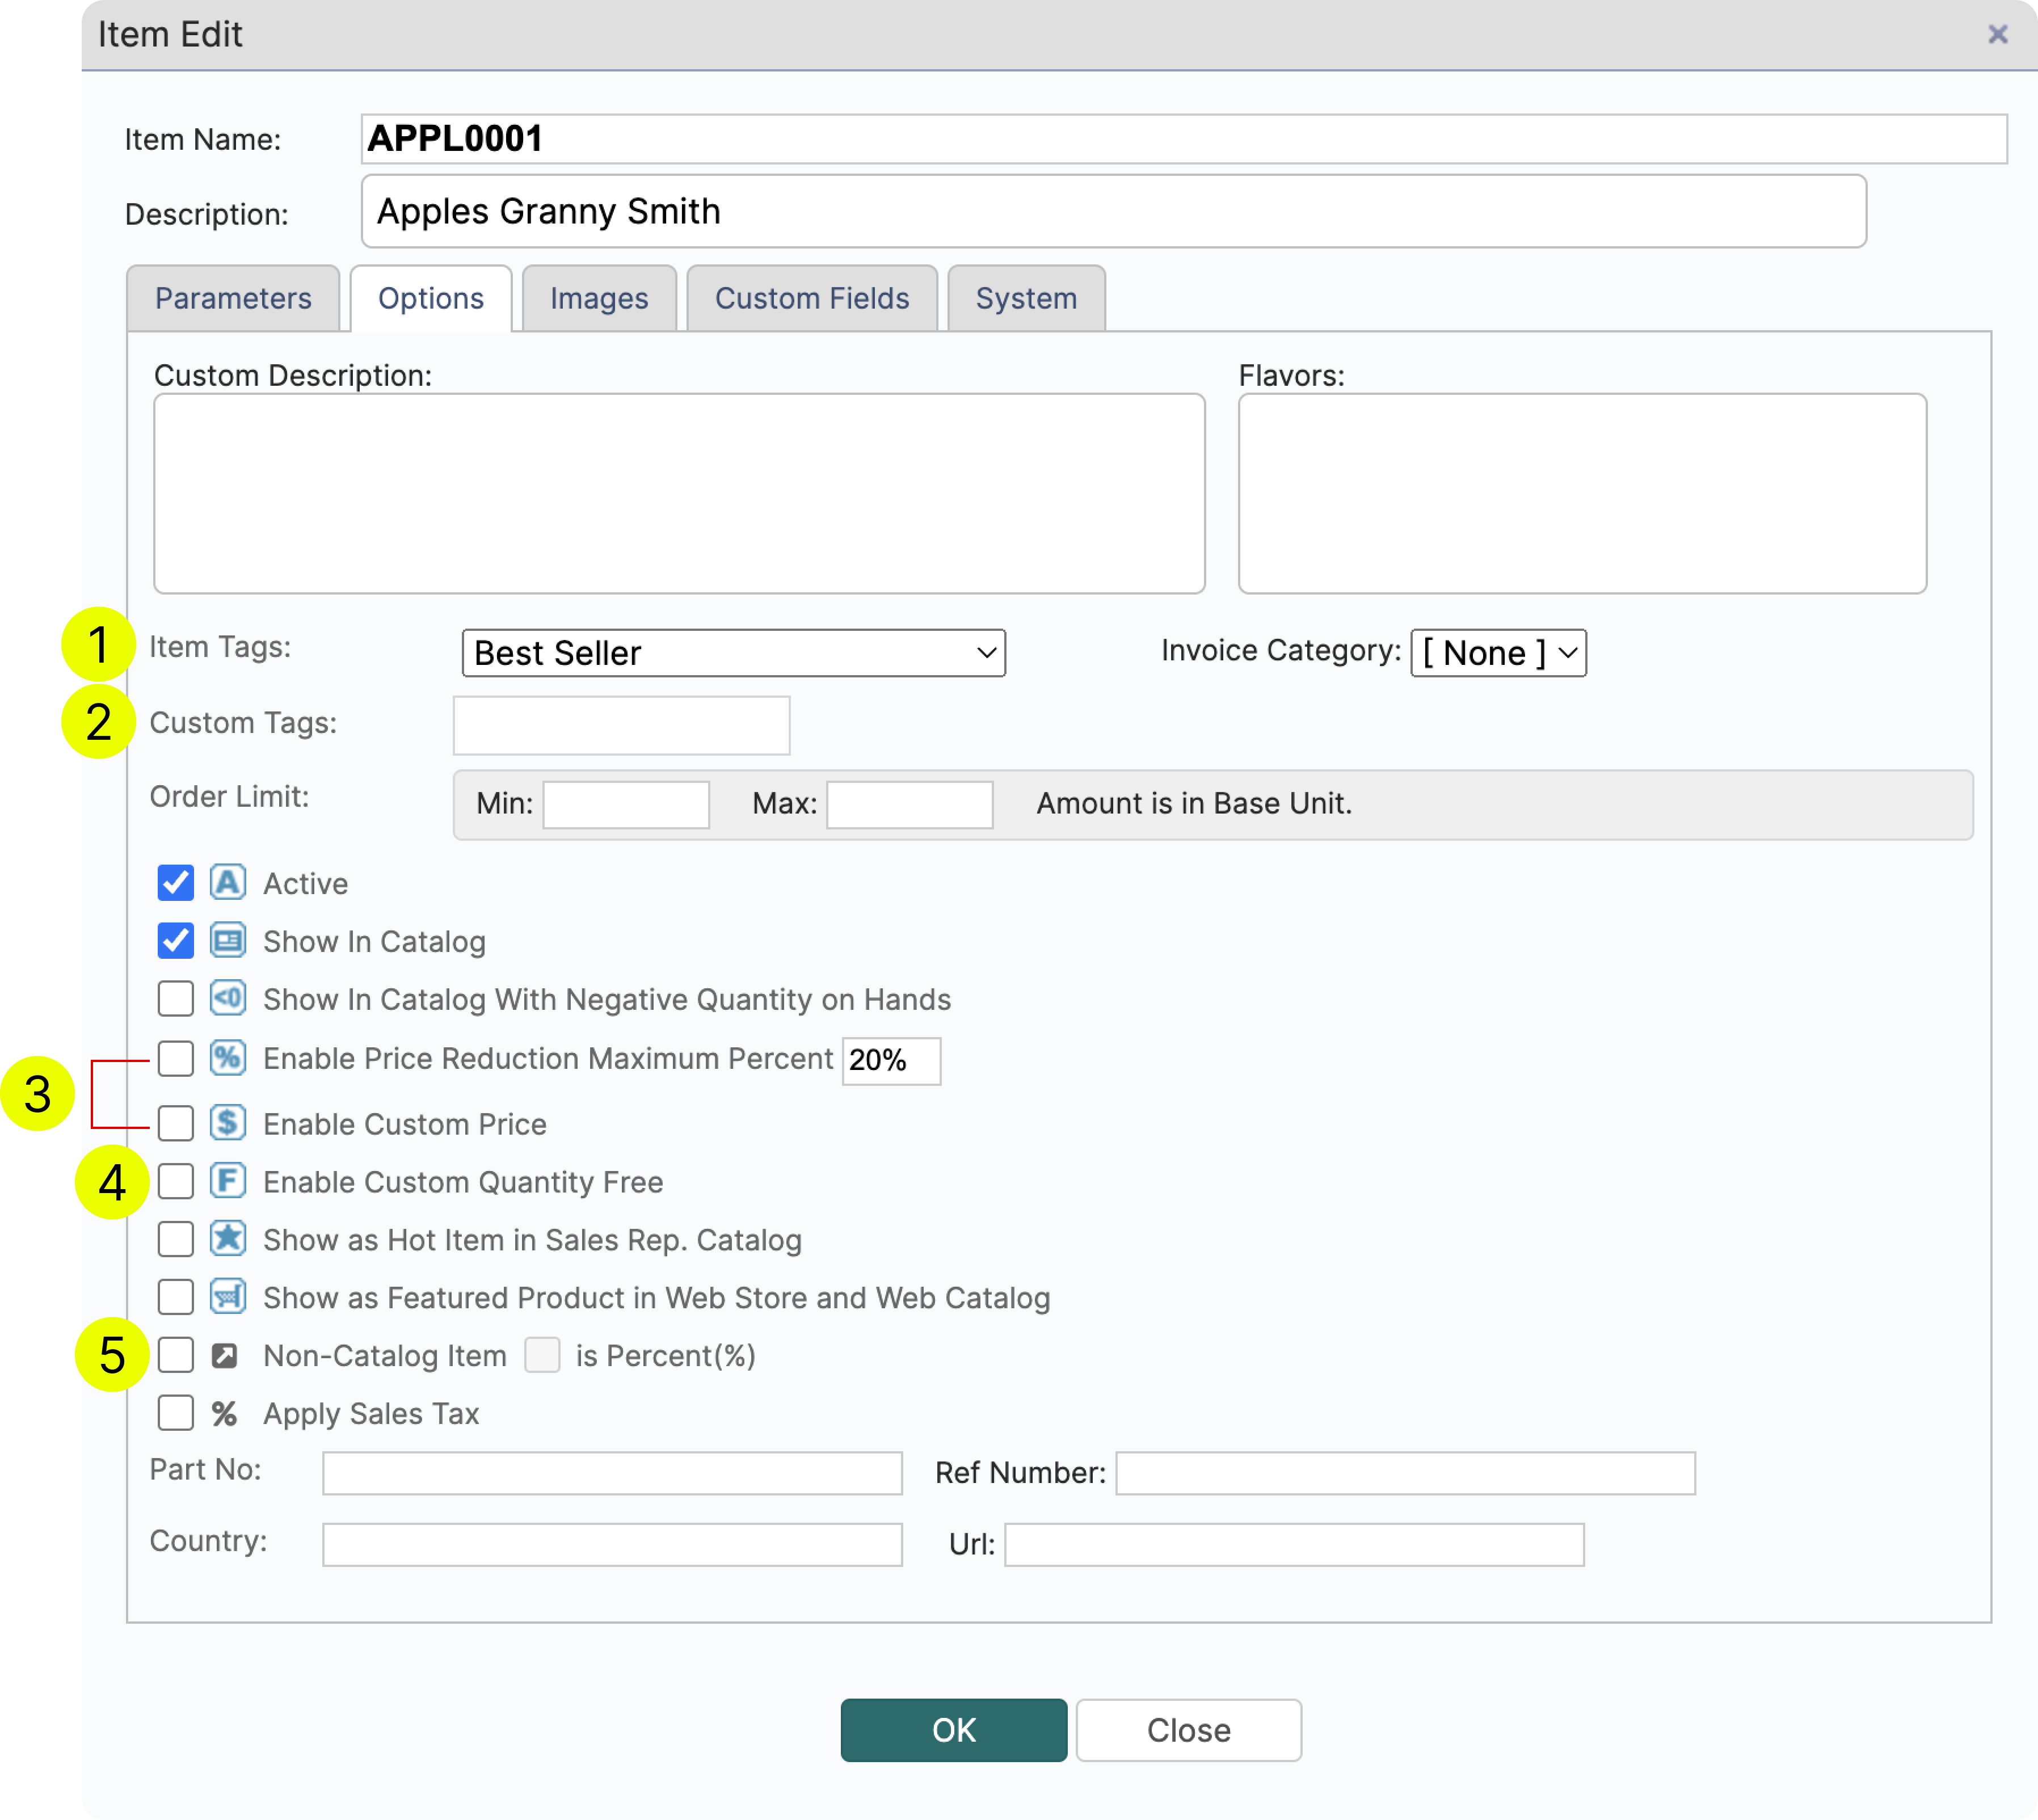 Item Edit
Item Name: APPL0001
Description: Apples Granny Smith
Parameters Options Images Custom Fields System
Custom Description: Flavors:
1 Item Tags: Best Seller Invoice Category: [ None ]
2 Custom Tags:
Order Limit: Min: Max: Amount is in Base Unit.
A Active
Show In Catalog
<0 Show In Catalog With Negative Quantity on Hands
% Enable Price Reduction Maximum Percent 20%
3
$ Enable Custom Price
4 F Enable Custom Quantity Free
Show as Hot Item in Sales Rep. Catalog
Show as Featured Product in Web Store and Web Catalog
5 Non-Catalog Item is Percent(%)
% Apply Sales Tax
Part No: Ref Number:
Country: Url:
OK Close